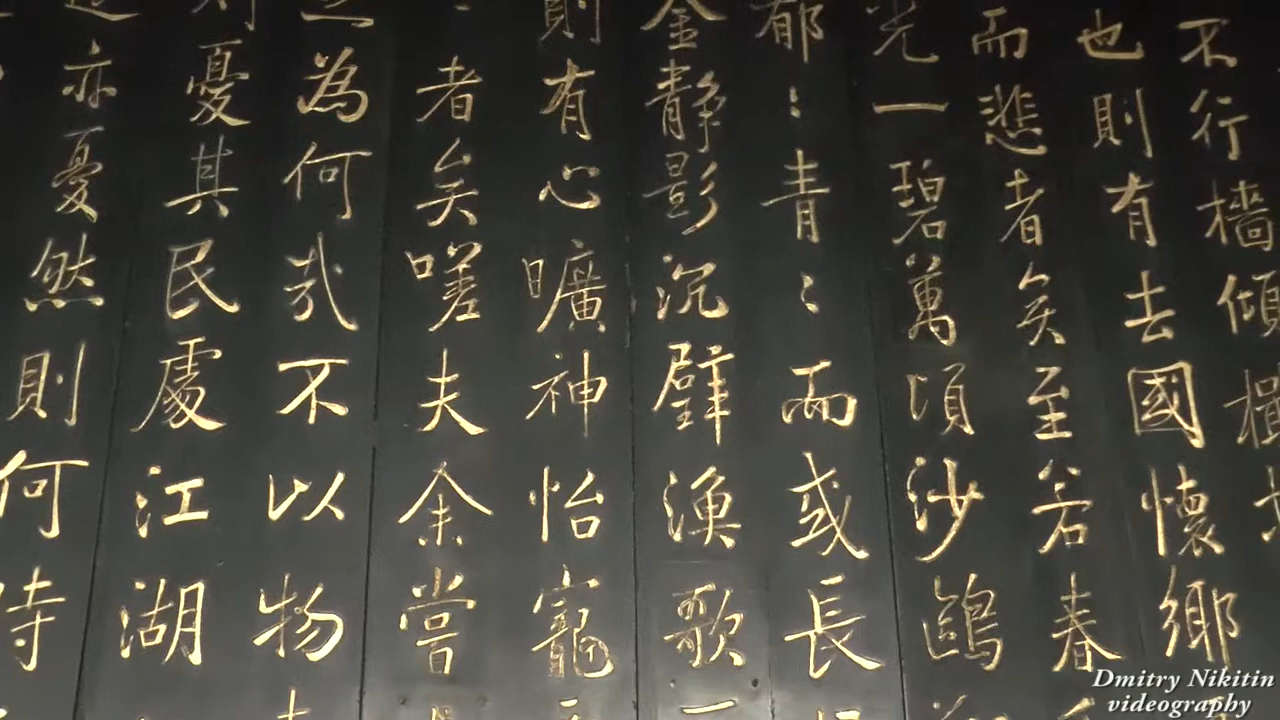 不行檣傾檝
也則有去國懷鄉
而悲者矣至若春
光一碧萬頃沙鷗
郁〻青〻而或長
金静影沉璧漁歌
則有心曠神怡寵
者矣嗟夫余嘗
為何哉不以物
憂其民處江湖
亦憂然則何時
Dmitry Nikitin
videography